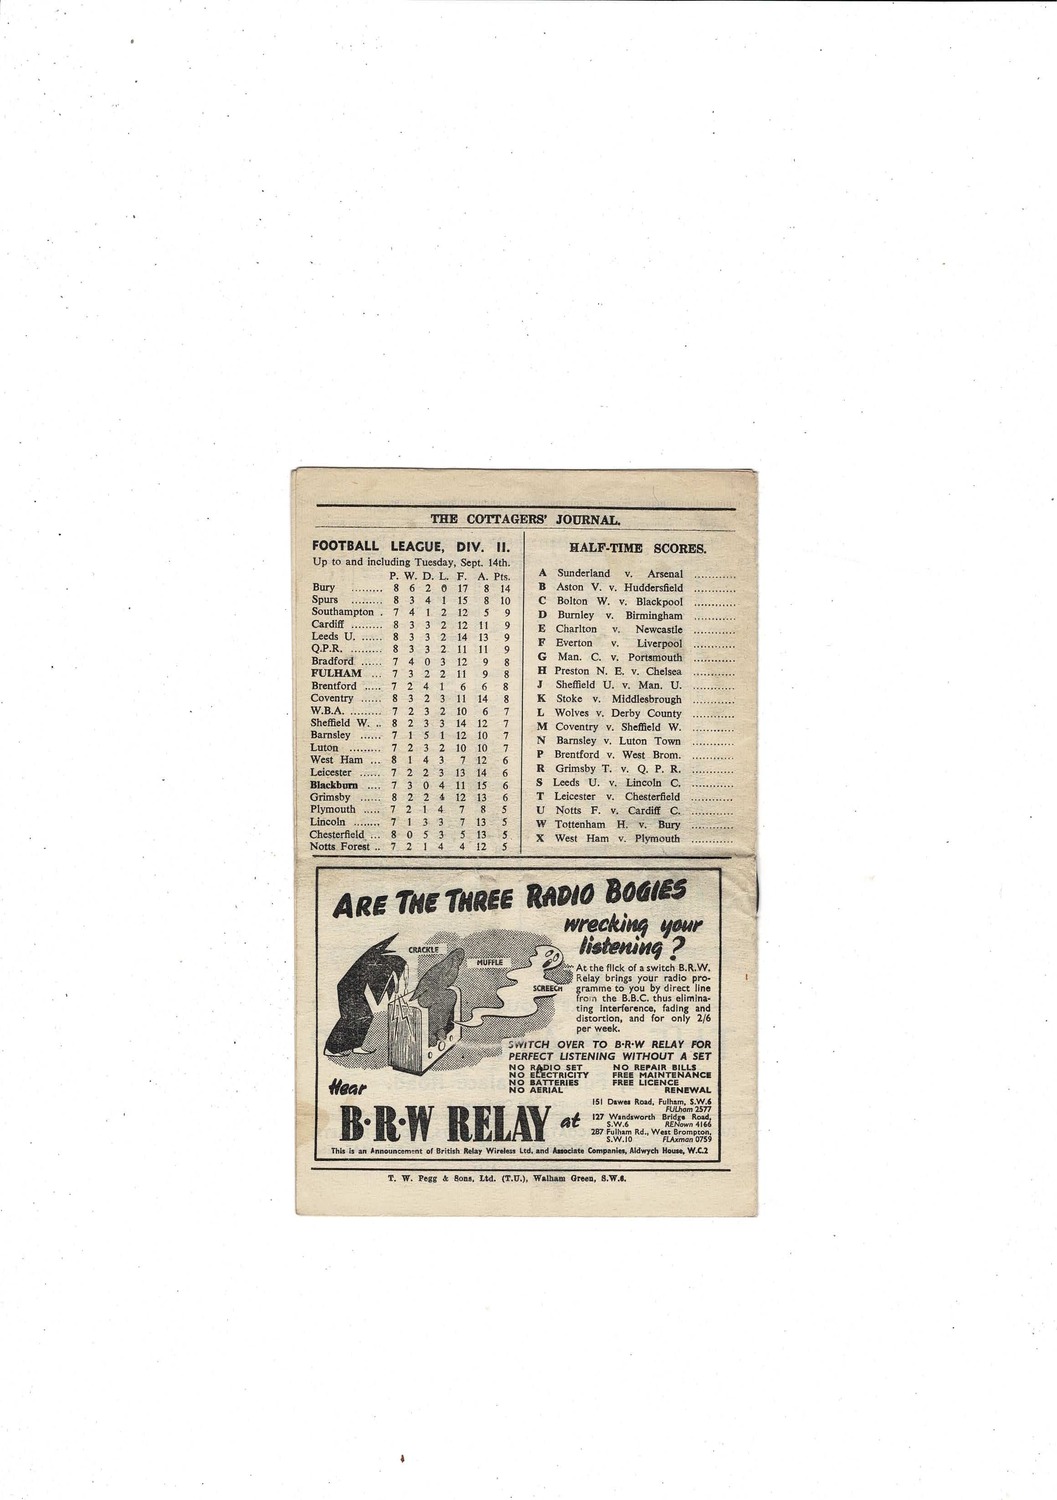 THE COTTAGERS' JOURNAL.
FOOTBALL LEAGUE, DIV. II.
Up to and including Tuesday, Sept. 14th.
P. W. D. L. F. A. Pts.
Bury ........ 8 6 2 0 17 8 14
Spurs ........ 8 3 4 1 15 8 10
Southampton . 7 4 1 2 12 5 9
Cardiff ........ 8 3 3 2 12 11 9
Leeds U. ...... 8 3 3 2 14 13 9
Q.P.R. ........ 8 3 3 2 11 11 9
Bradford ...... 7 4 0 3 12 9 8
FULHAM ... 7 3 2 2 11 9 8
Brentford ..... 7 2 4 1 6 6 8
Coventry ...... 8 3 2 3 11 14 8
W.B.A. ......... 7 2 3 2 10 6 7
Sheffield W. .. 8 2 3 3 14 12 7
Barnsley ...... 7 1 5 1 12 10 7
Luton ......... 7 2 3 2 10 10 7
West Ham ... 8 1 4 3 7 12 6
Leicester ...... 7 2 2 3 13 14 6
Blackburn .... 7 3 0 4 11 15 6
Grimsby ...... 8 2 2 4 12 13 6
Plymouth ..... 7 2 1 4 7 8 5
Lincoln ........ 7 1 3 3 7 13 5
Chesterfield ... 8 0 5 3 5 13 5
Notts Forest .. 7 2 1 4 4 12 5
HALF-TIME SCORES.
A Sunderland v. Arsenal ............
B Aston V. v. Huddersfield ............
C Bolton W. v. Blackpool ............
D Burnley v. Birmingham ............
E Charlton v. Newcastle ............
F Everton v. Liverpool ............
G Man. C. v. Portsmouth ............
H Preston N. E. v. Chelsea ............
J Sheffield U. v. Man. U. ............
K Stoke v. Middlesbrough ............
L Wolves v. Derby County ............
M Coventry v. Sheffield W. ............
N Barnsley v. Luton Town ............
P Brentford v. West Brom. ............
R Grimsby T. v. Q. P. R. ............
S Leeds U. v. Lincoln C. ............
T Leicester v. Chesterfield ............
U Notts F. v. Cardiff C. ............
W Tottenham H. v. Bury ............
X West Ham v. Plymouth ............
ARE THE THREE RADIO BOGIES
wrecking your
listening?
CRACKLE
MUFFLE
SCREECH
At the flick of a switch B.R.W.
Relay brings your radio pro-
gramme to you by direct line
from the B.B.C. thus elimina-
ting interference, fading and
distortion, and for only 2/6
per week.
SWITCH OVER TO B·R·W RELAY FOR
PERFECT LISTENING WITHOUT A SET
NO RADIO SET NO REPAIR BILLS
NO ELECTRICITY FREE MAINTENANCE
NO BATTERIES FREE LICENCE
NO AERIAL RENEWAL
Hear
B·R·W RELAY at
151 Dawes Road, Fulham, S.W.6
FULham 2577
127 Wandsworth Bridge Road,
S.W.6 RENown 4166
287 Fulham Rd., West Brompton,
S.W.10 FLAxman 0759
This is an Announcement of British Relay Wireless Ltd. and Associate Companies, Aldwych House, W.C.2
T. W. Pegg & Sons, Ltd. (T.U.), Walham Green, S.W.6.